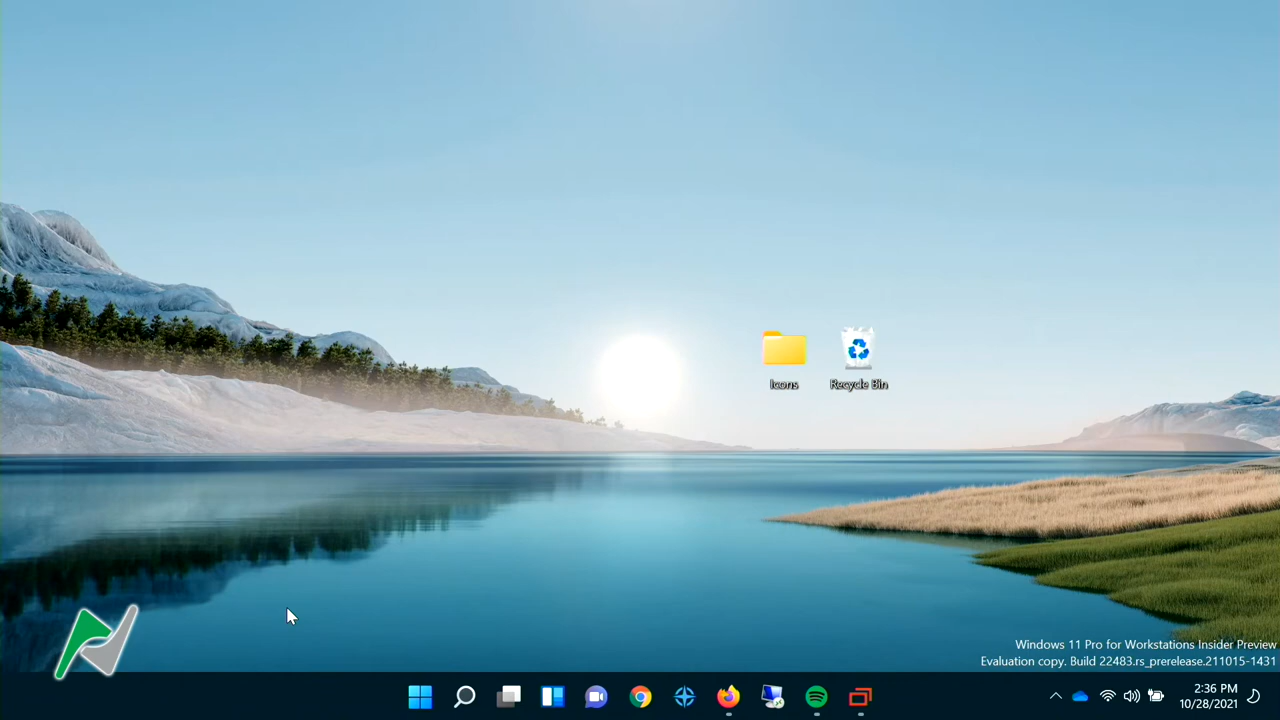 Icons
Recycle Bin
Windows 11 Pro for Workstations Insider Preview
Evaluation copy. Build 22483.rs_prerelease.211015-1431
2:36 PM
10/28/2021